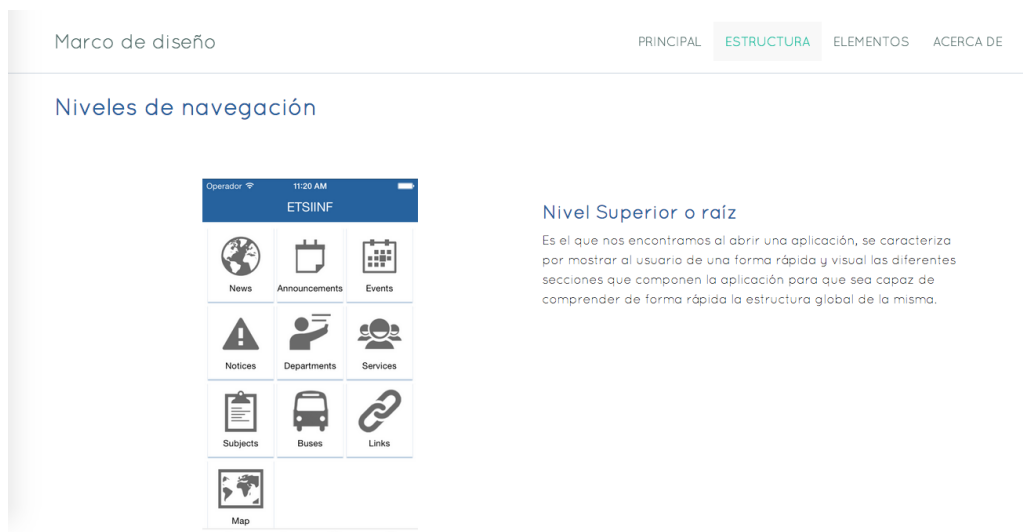 Marco de diseño
PRINCIPAL ESTRUCTURA ELEMENTOS ACERCA DE
Niveles de navegación
Operador 11:20 AM
ETSIINF
News Announcements Events
Notices Departments Services
Subjects Buses Links
Map
Nivel Superior o raíz
Es el que nos encontramos al abrir una aplicación, se caracteriza
por mostrar al usuario de una forma rápida y visual las diferentes
secciones que componen la aplicación para que sea capaz de
comprender de forma rápida la estructura global de la misma.